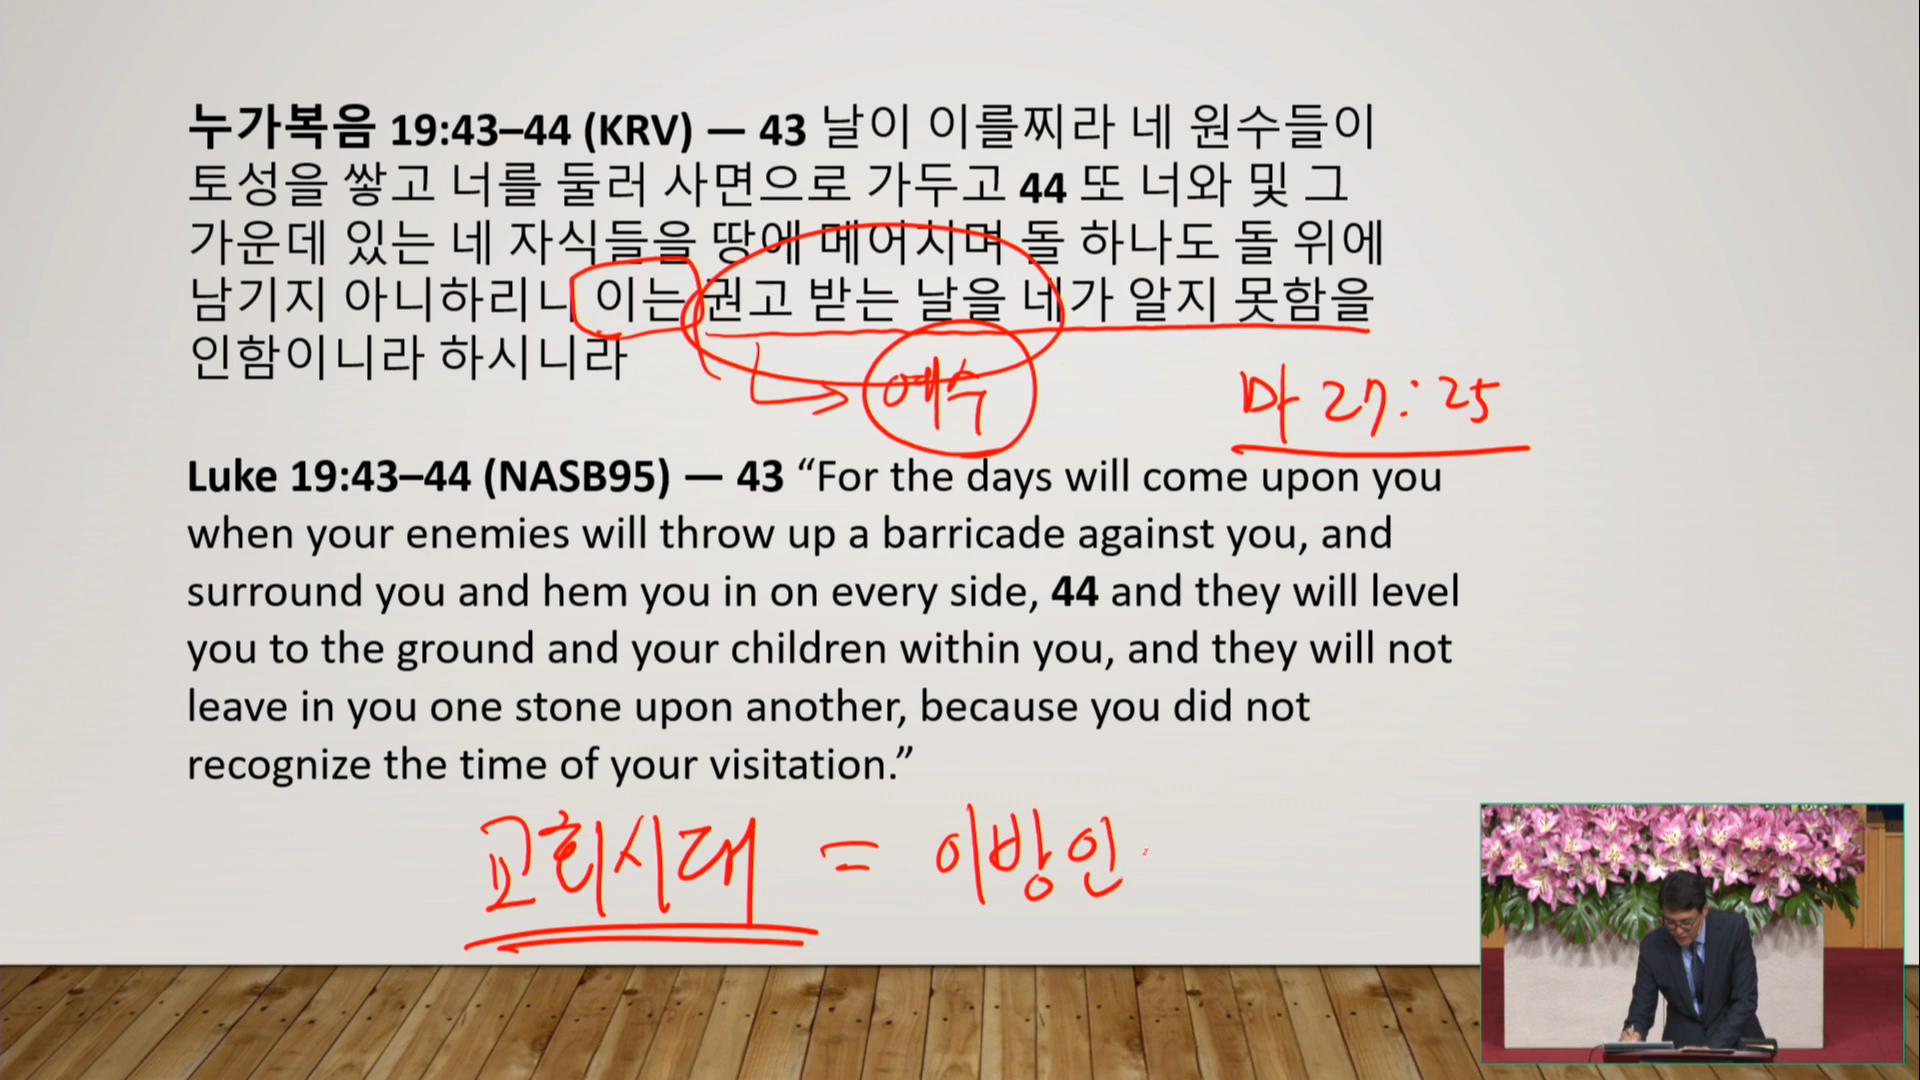 누가복음 19:43–44 (KRV) — 43 날이 이를찌라 네 원수들이
토성을 쌓고 너를 둘러 사면으로 가두고 44 또 너와 및 그
가운데 있는 네 자식들을 땅에 메어치며 돌 하나도 돌 위에
남기지 아니하리니 이는 권고 받는 날을 네가 알지 못함을
인함이니라 하시니라
예수
마 27:25
Luke 19:43–44 (NASB95) — 43 “For the days will come upon you
when your enemies will throw up a barricade against you, and
surround you and hem you in on every side, 44 and they will level
you to the ground and your children within you, and they will not
leave in you one stone upon another, because you did not
recognize the time of your visitation.”
교회시대 = 이방인